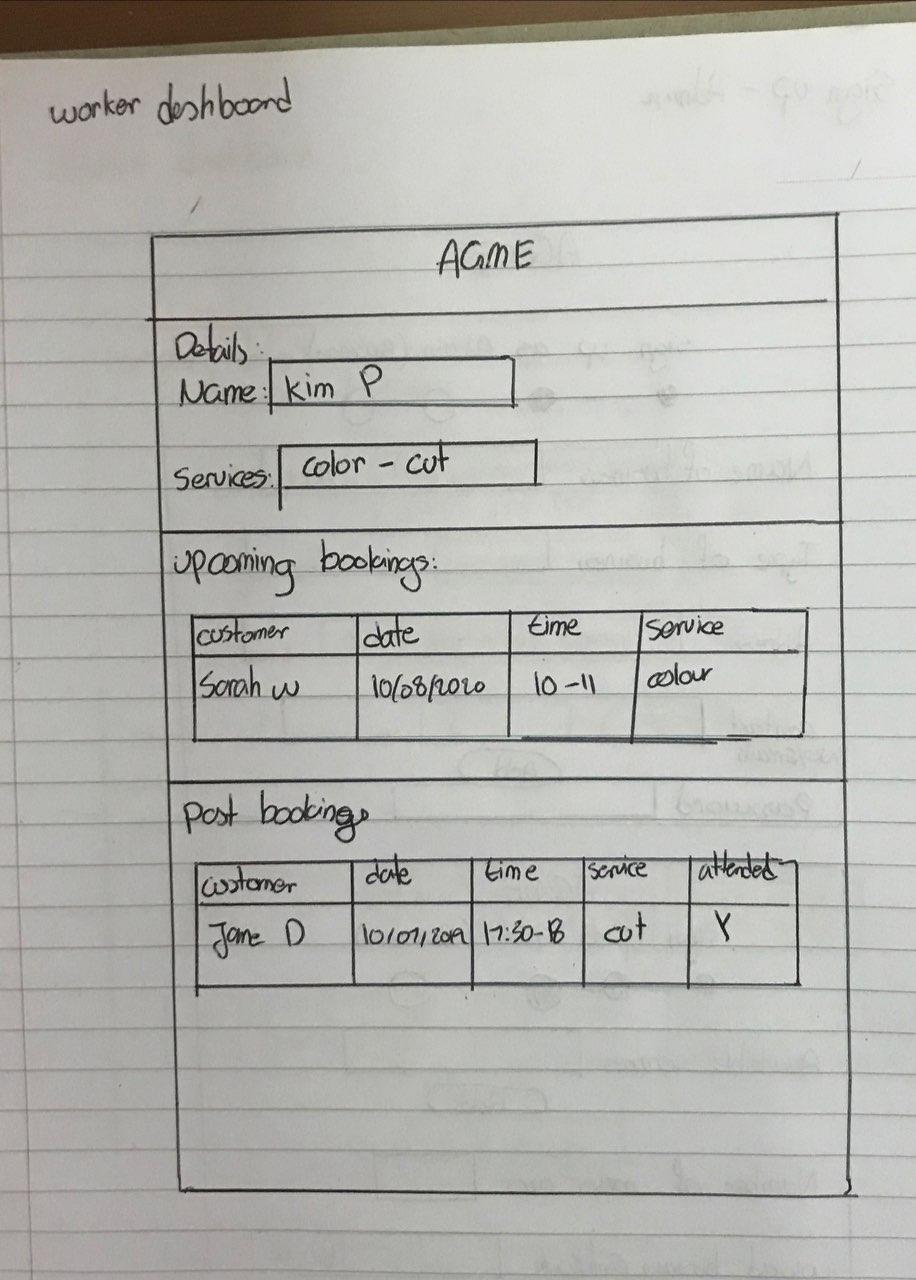 worker dashboard
AGME
Details:
Name: Kim P
Services: color - cut
upcoming bookings:
customer date time service
Sarah W 10/08/2020 10-11 colour
Past bookings
customer date time service attended
Jane D 10/07/2019 17:30-18 cut Y